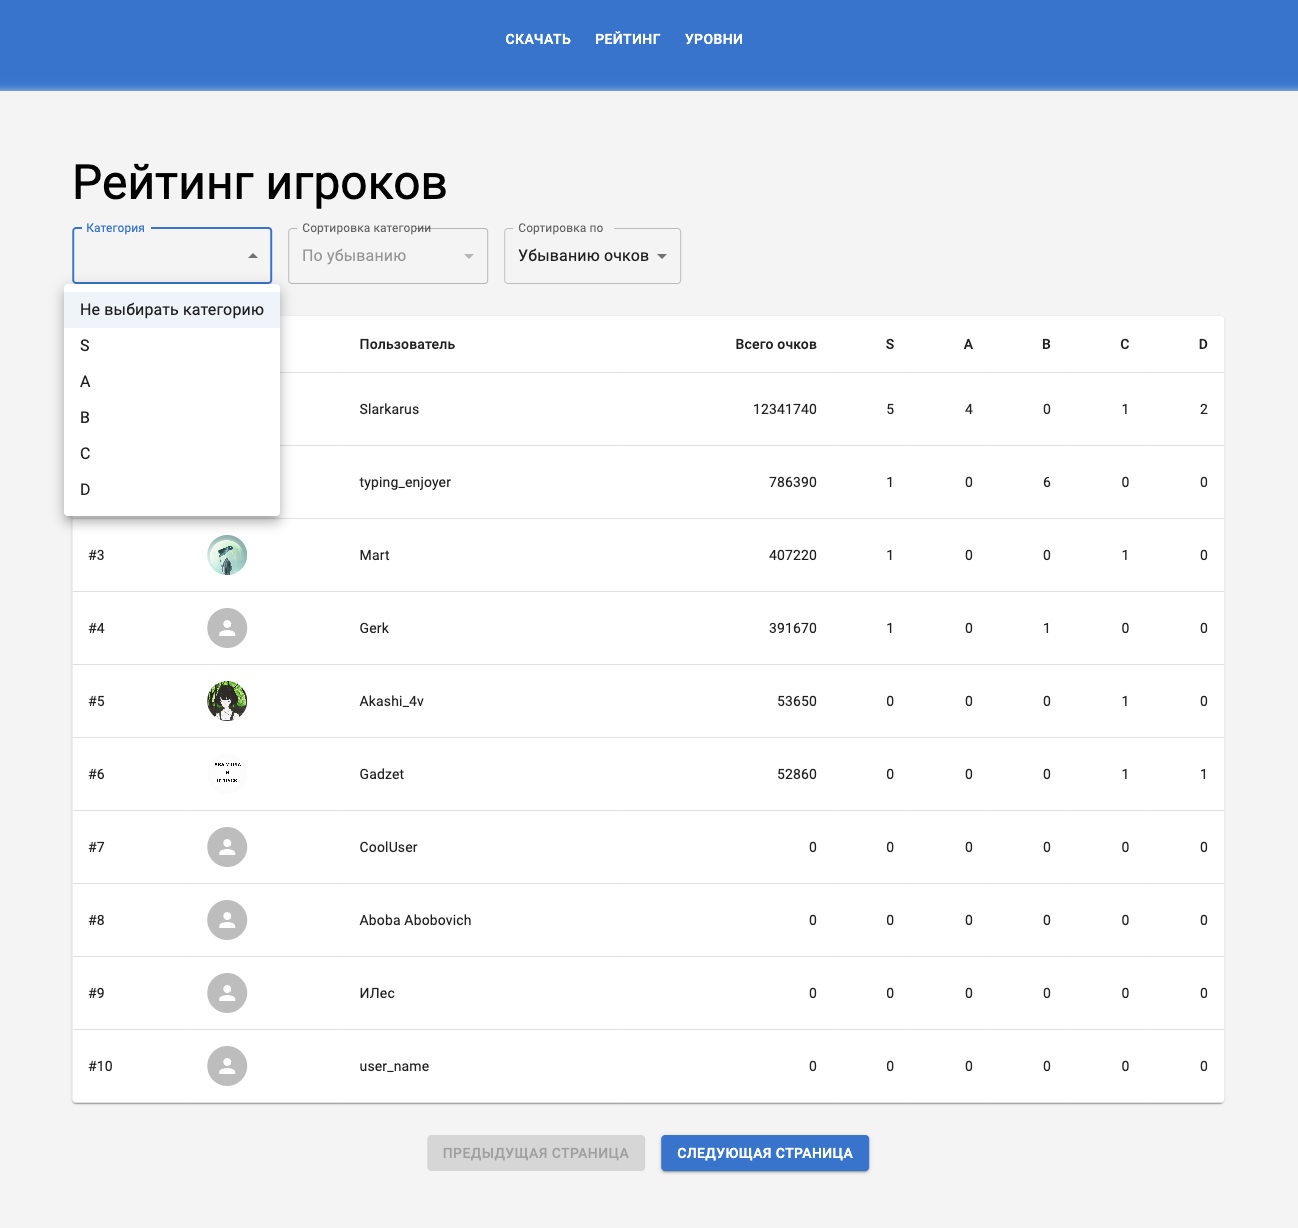 СКАЧАТЬ РЕЙТИНГ УРОВНИ
Рейтинг игроков
Категория Сортировка категории Сортировка по
По убыванию Убыванию очков
Не выбирать категорию
S
A
B
C
D
Пользователь Всего очков S A B C D
Slarkarus 12341740 5 4 0 1 2
typing_enjoyer 786390 1 0 6 0 0
#3 Mart 407220 1 0 0 1 0
#4 Gerk 391670 1 0 1 0 0
#5 Akashi_4v 53650 0 0 0 1 0
#6 Gadzet 52860 0 0 0 1 1
#7 CoolUser 0 0 0 0 0 0
#8 Aboba Abobovich 0 0 0 0 0 0
#9 ИЛес 0 0 0 0 0 0
#10 user_name 0 0 0 0 0 0
ПРЕДЫДУЩАЯ СТРАНИЦА СЛЕДУЮЩАЯ СТРАНИЦА